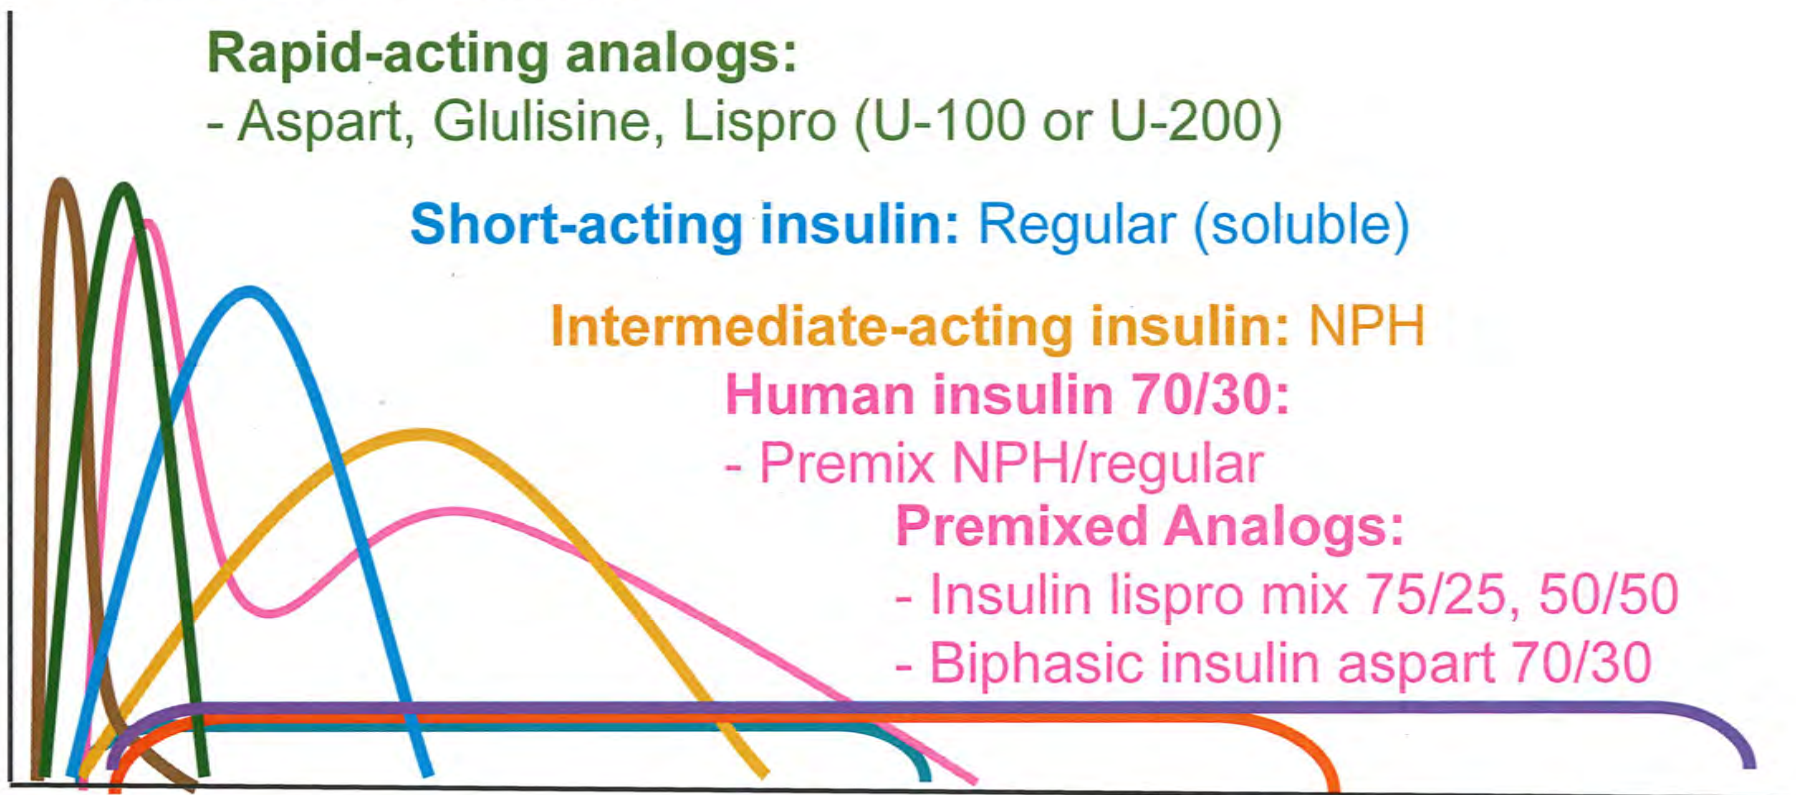 Rapid-acting analogs:
- Aspart, Glulisine, Lispro (U-100 or U-200)
Short-acting insulin: Regular (soluble)
Intermediate-acting insulin: NPH
Human insulin 70/30:
- Premix NPH/regular
Premixed Analogs:
- Insulin lispro mix 75/25, 50/50
- Biphasic insulin aspart 70/30